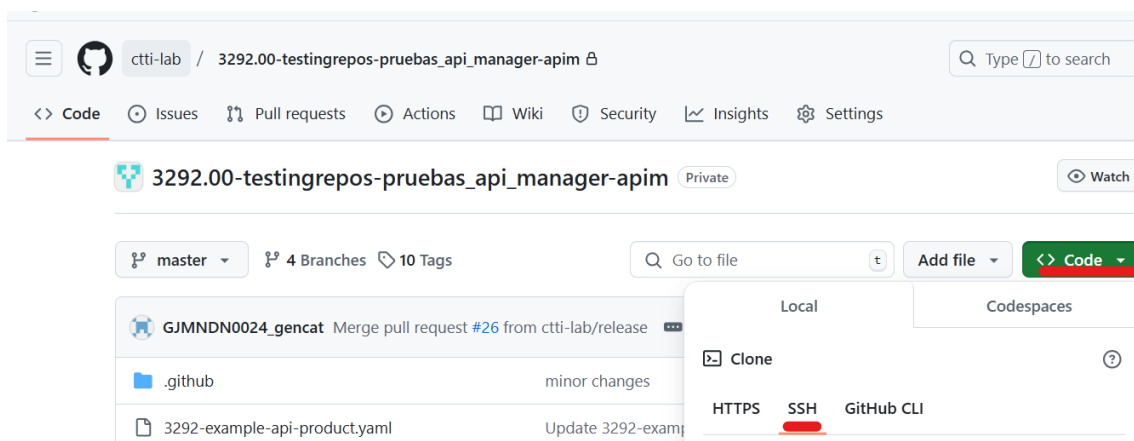 ctti-lab / 3292.00-testingrepos-pruebas_api_manager-apim
Type / to search
<> Code Issues Pull requests Actions Wiki Security Insights Settings
3292.00-testingrepos-pruebas_api_manager-apim Private
Watch
master 4 Branches 10 Tags
Go to file t
Add file
<> Code
Local Codespaces
GJMNDN0024_gencat Merge pull request #26 from ctti-lab/release
Clone
.github minor changes
HTTPS SSH GitHub CLI
3292-example-api-product.yaml Update 3292-examp